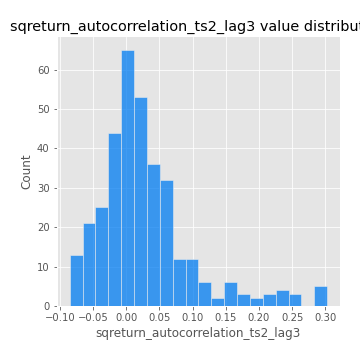 sqreturn_autocorrelation_ts2_lag3 value distribut
60
50
40
30
20
10
0
Count
−0.10 −0.05 0.00 0.05 0.10 0.15 0.20 0.25 0.30
sqreturn_autocorrelation_ts2_lag3